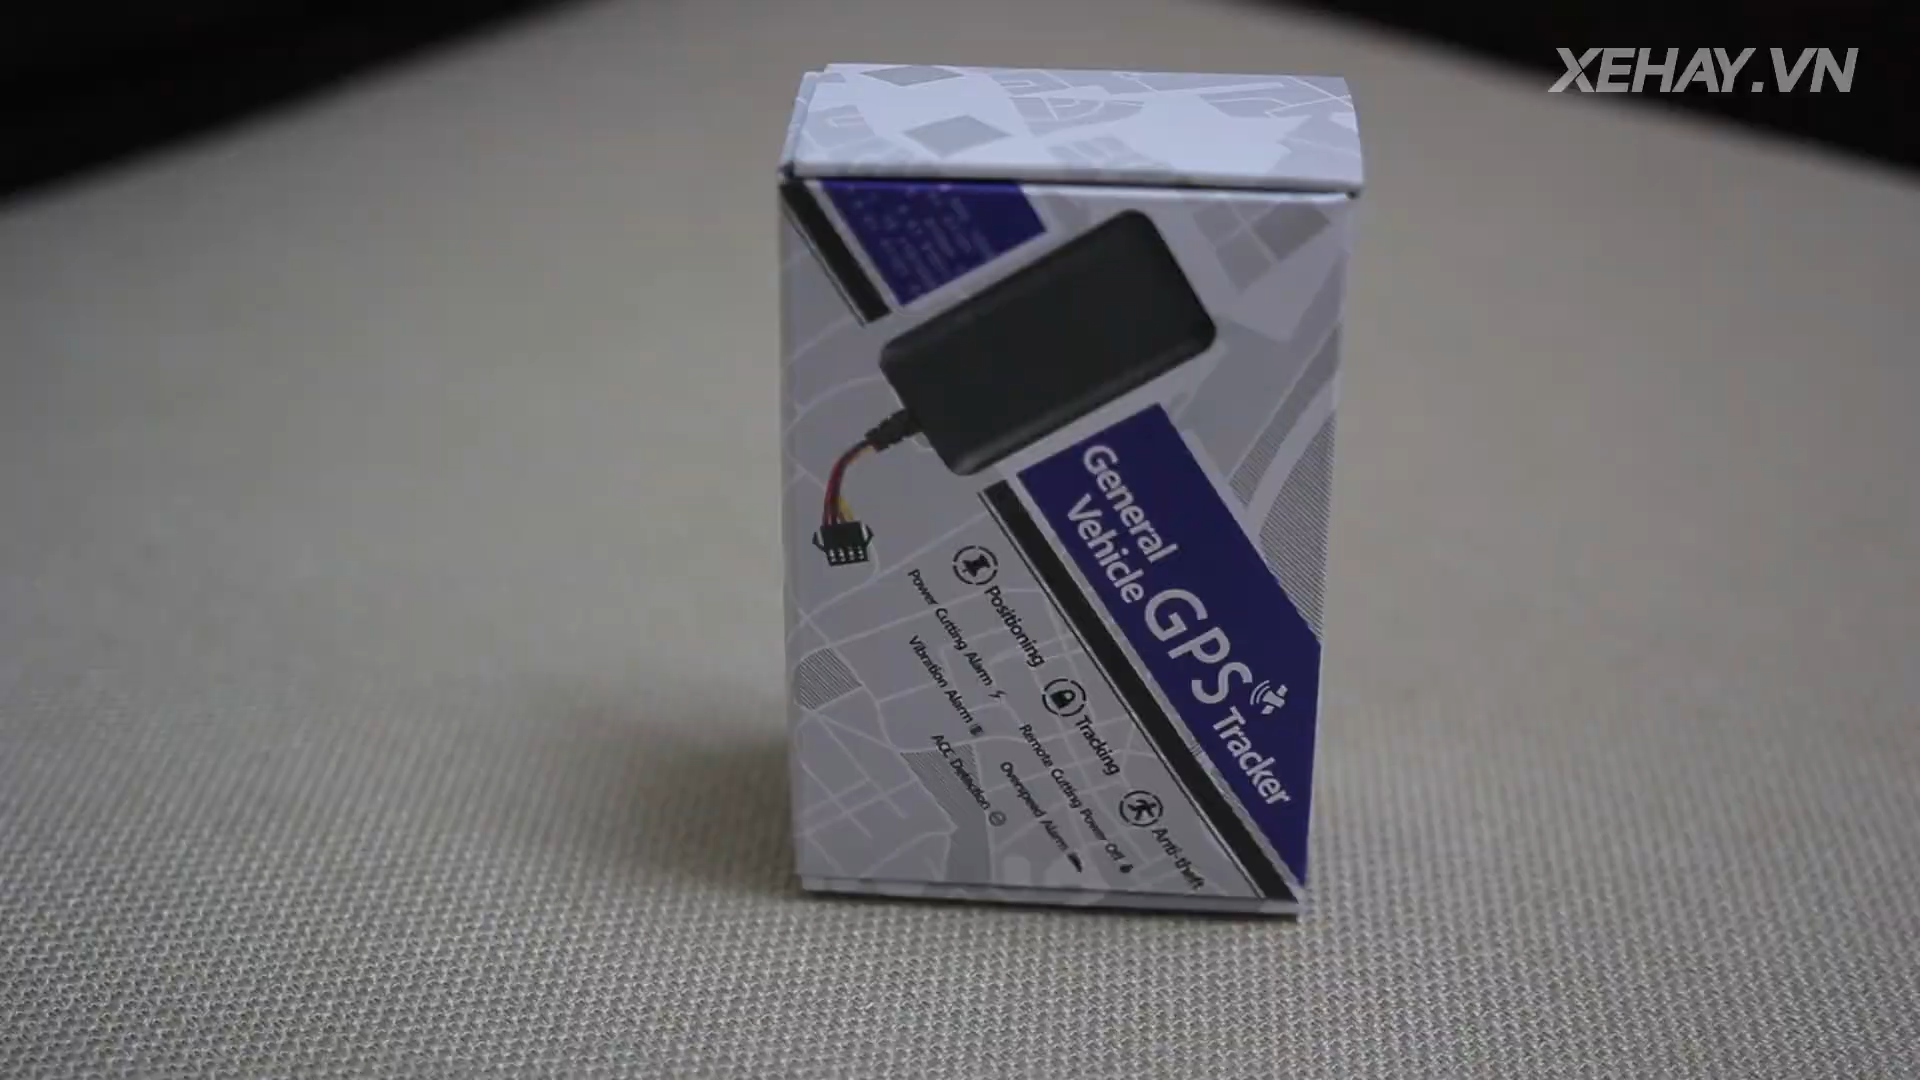 XEHAY.VN
General
Vehicle
GPS Tracker
Positioning
Tracking
Anti-theft
Power Cutting Alarm
Remote Cutting Power Off
Vibration Alarm
Overspeed Alarm
ACC Detection